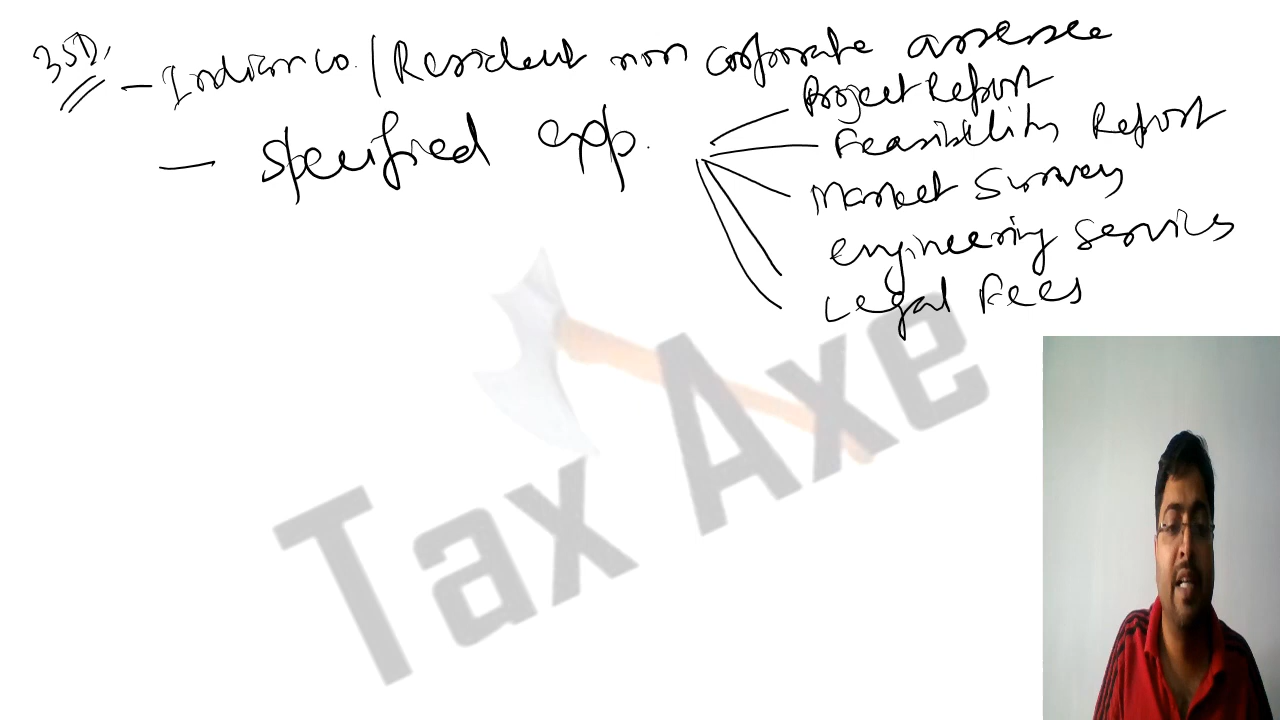 35D.
- Indian co. / Resident non corporate assessee
- Specified exp.
Project Report
Feasibility Report
Market Survey
engineering services
Legal Fees
Tax Axe